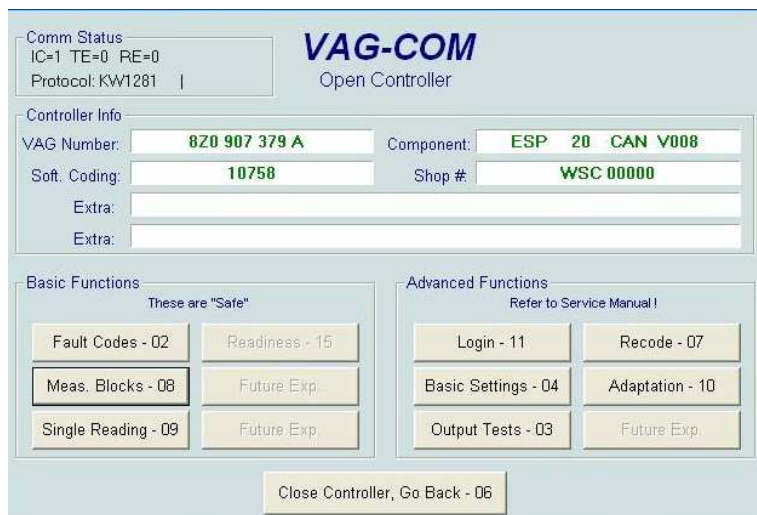 Comm Status
IC=1 TE=0 RE=0
Protocol: KW1281 |
VAG-COM
Open Controller
Controller Info
VAG Number: 8Z0 907 379 A Component: ESP 20 CAN V008
Soft. Coding: 10758 Shop #: WSC 00000
Extra:
Extra:
Basic Functions
These are "Safe"
Fault Codes - 02 Readiness - 15
Meas. Blocks - 08 Future Exp.
Single Reading - 09 Future Exp.
Advanced Functions
Refer to Service Manual !
Login - 11 Recode - 07
Basic Settings - 04 Adaptation - 10
Output Tests - 03 Future Exp.
Close Controller, Go Back - 06